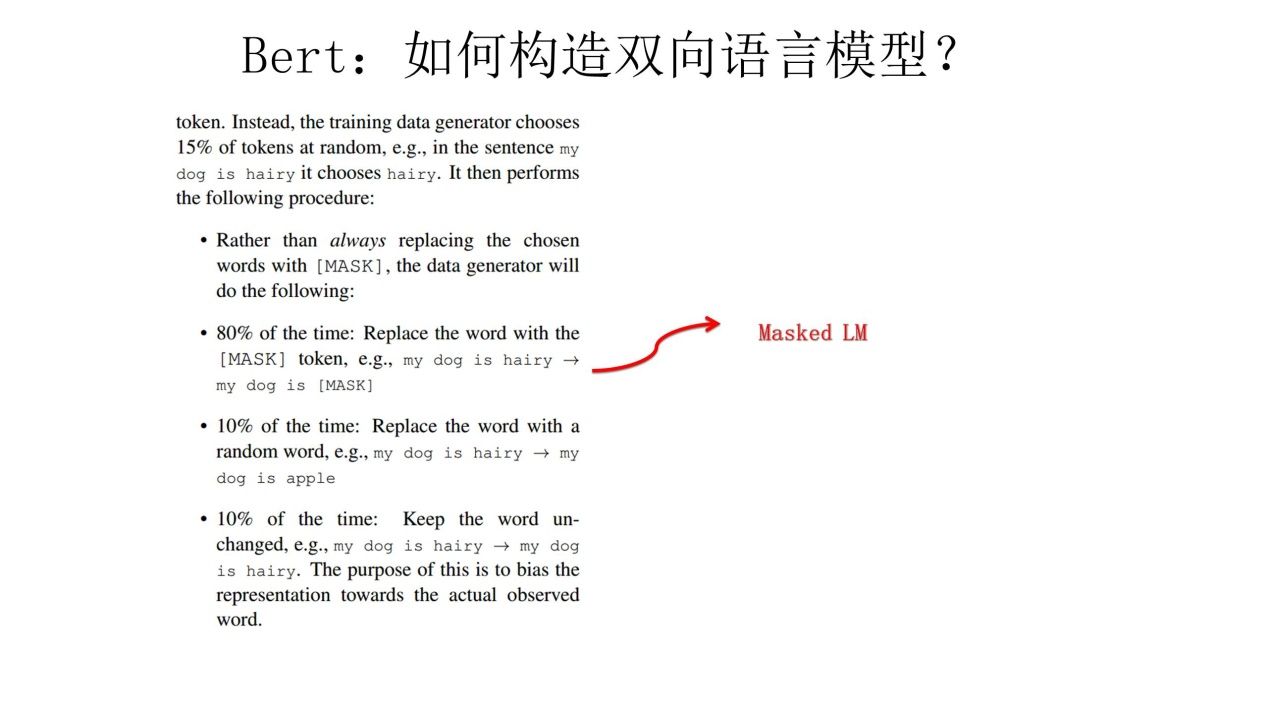 Bert：如何构造双向语言模型？
token. Instead, the training data generator chooses
15% of tokens at random, e.g., in the sentence my
dog is hairy it chooses hairy. It then performs
the following procedure:
• Rather than always replacing the chosen
words with [MASK], the data generator will
do the following:
• 80% of the time: Replace the word with the
[MASK] token, e.g., my dog is hairy →
my dog is [MASK]
• 10% of the time: Replace the word with a
random word, e.g., my dog is hairy → my
dog is apple
• 10% of the time: Keep the word un-
changed, e.g., my dog is hairy → my dog
is hairy. The purpose of this is to bias the
representation towards the actual observed
word.
Masked LM